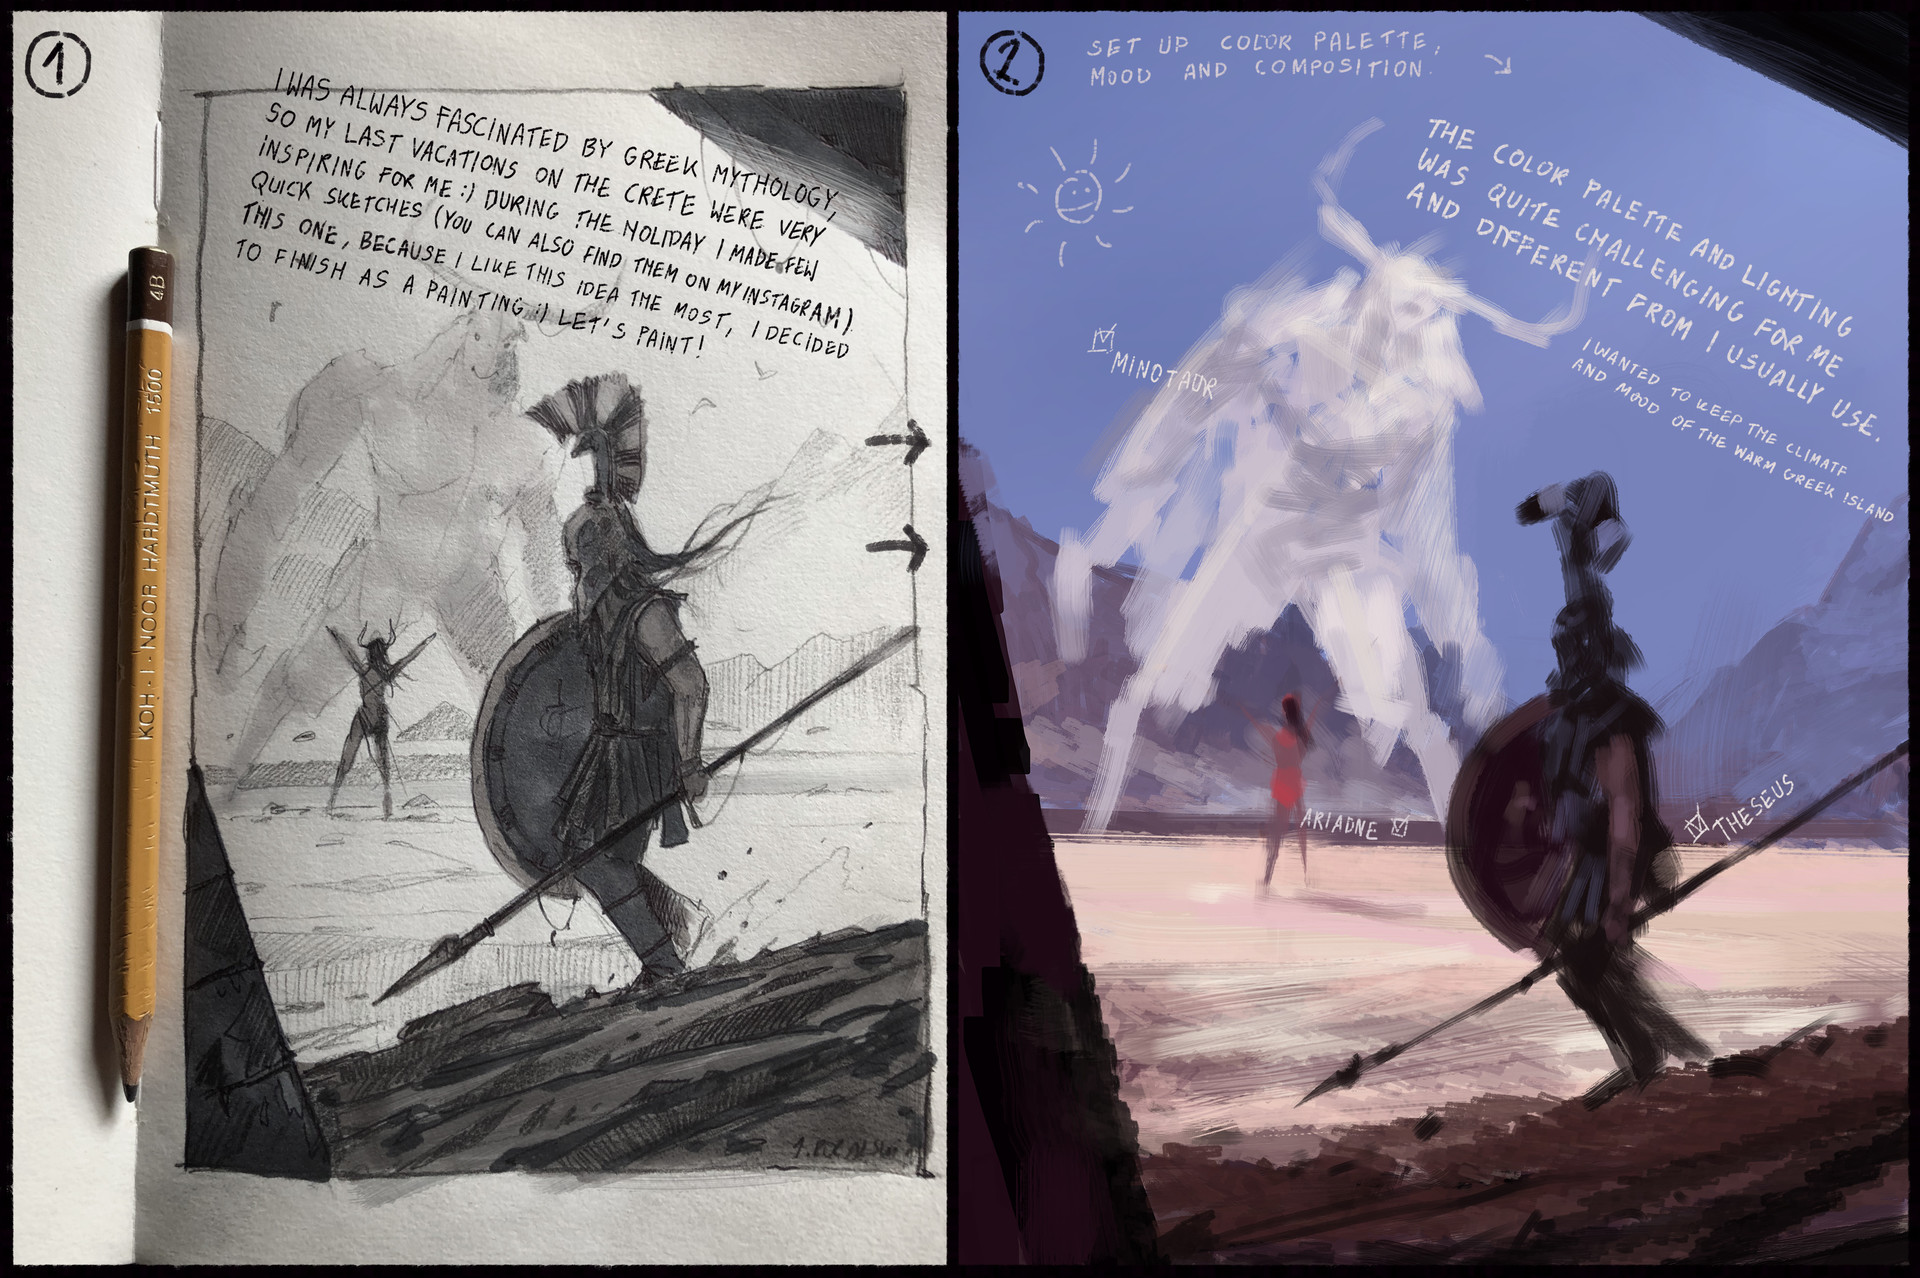 1
I WAS ALWAYS FASCINATED BY GREEK MYTHOLOGY,
SO MY LAST VACATIONS ON THE CRETE WERE VERY
INSPIRING FOR ME :) DURING THE HOLIDAY I MADE FEW
QUICK SKETCHES (YOU CAN ALSO FIND THEM ON MY INSTAGRAM)
THIS ONE, BECAUSE I LIKE THIS IDEA THE MOST, I DECIDED
TO FINISH AS A PAINTING :) LET'S PAINT!
KOH-I-NOOR HARDTMUTH 1500 4B
2
SET UP COLOR PALETTE,
MOOD AND COMPOSITION.
THE COLOR PALETTE AND LIGHTING
WAS QUITE CHALLENGING FOR ME
AND DIFFERENT FROM I USUALLY USE.
I WANTED TO KEEP THE CLIMATE
AND MOOD OF THE WARM GREEK ISLAND
MINOTAUR
ARIADNE
THESEUS